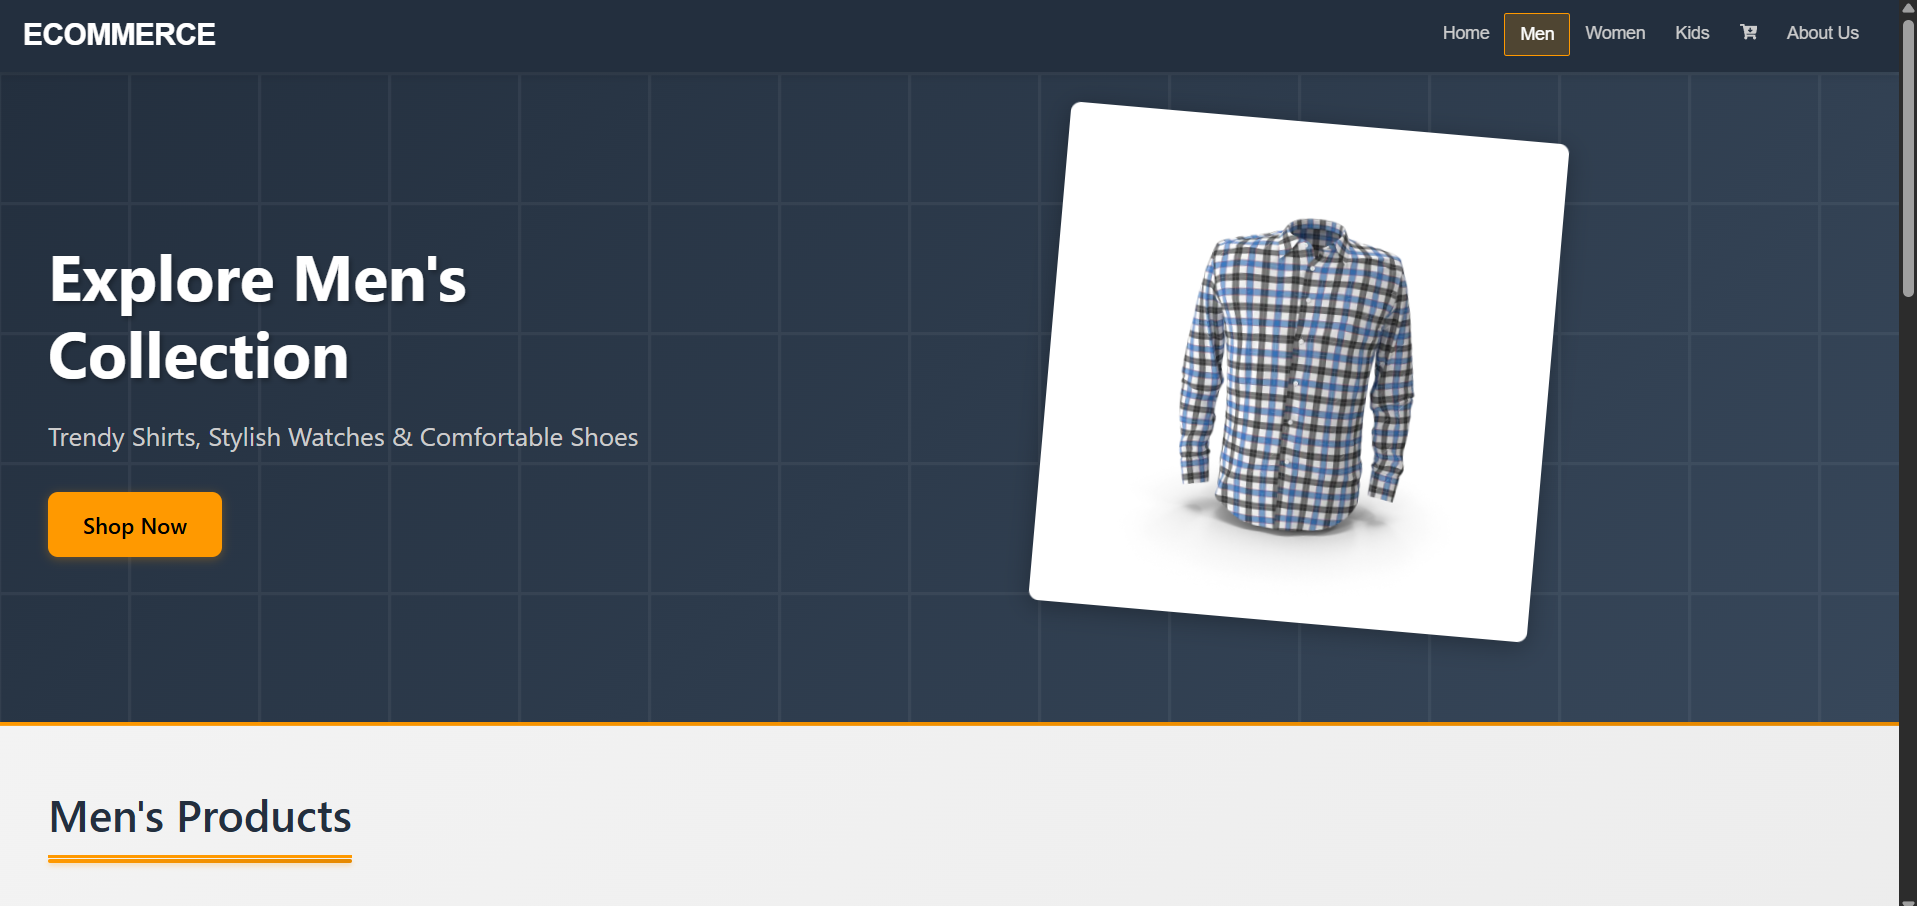 ECOMMERCE
Home Men Women Kids About Us
Explore Men's
Collection
Trendy Shirts, Stylish Watches & Comfortable Shoes
Shop Now
Men's Products